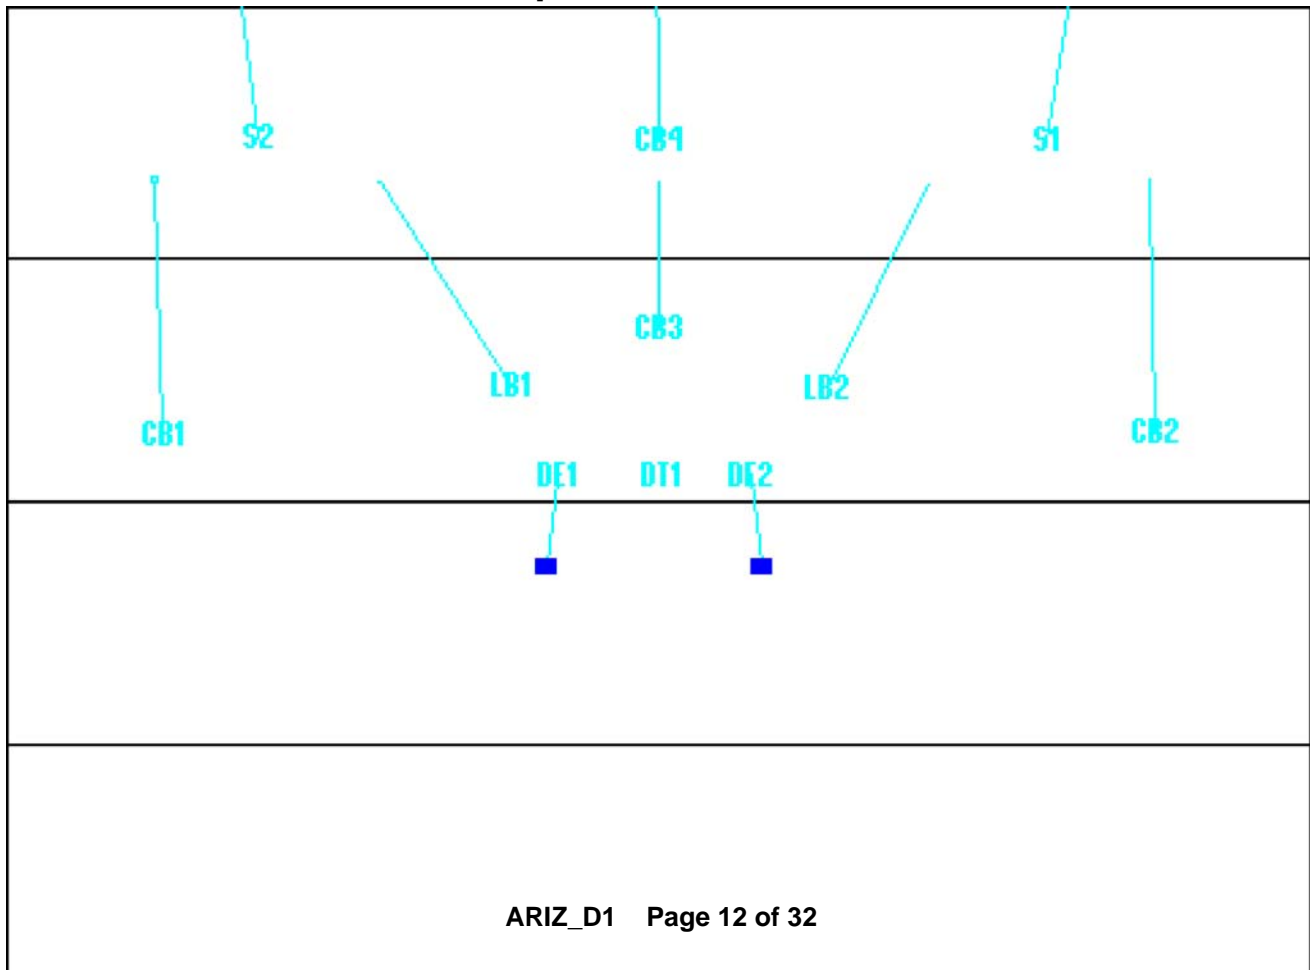 S2 CB4 S1
CB3
LB1 LB2
CB1 CB2
DE1 DT1 DE2
ARIZ_D1 Page 12 of 32